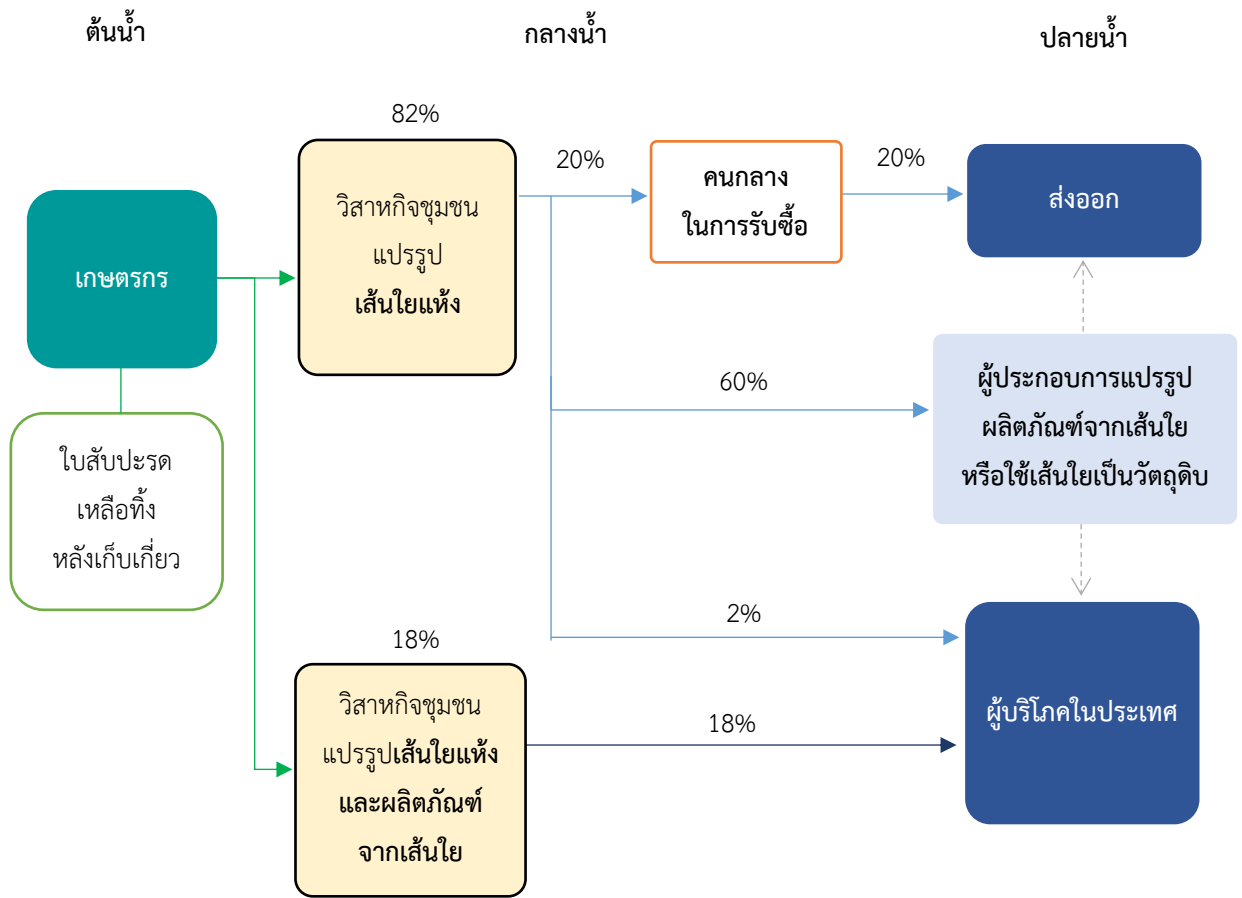 ต้นน้ำ
กลางน้ำ
ปลายน้ำ
82%
วิสาหกิจชุมชน
แปรรูป
เส้นใยแห้ง
20%
คนกลาง
ในการรับซื้อ
20%
ส่งออก
เกษตรกร
60%
ผู้ประกอบการแปรรูป
ผลิตภัณฑ์จากเส้นใย
หรือใช้เส้นใยเป็นวัตถุดิบ
ใบสับปะรด
เหลือทิ้ง
หลังเก็บเกี่ยว
2%
18%
วิสาหกิจชุมชน
แปรรูปเส้นใยแห้ง
และผลิตภัณฑ์
จากเส้นใย
18%
ผู้บริโภคในประเทศ